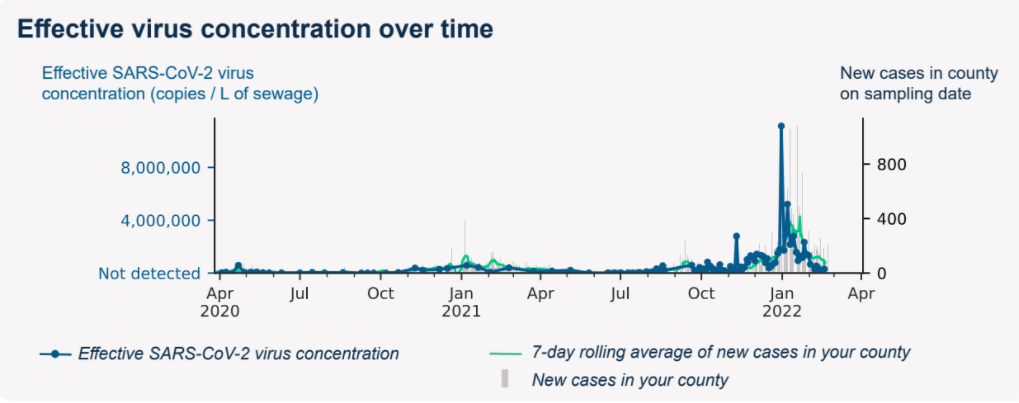 Effective virus concentration over time
Effective SARS-CoV-2 virus
concentration (copies / L of sewage)
New cases in county
on sampling date
8,000,000
4,000,000
Not detected
800
400
0
Apr
2020
Jul
Oct
Jan
2021
Apr
Jul
Oct
Jan
2022
Apr
Effective SARS-CoV-2 virus concentration
7-day rolling average of new cases in your county
New cases in your county